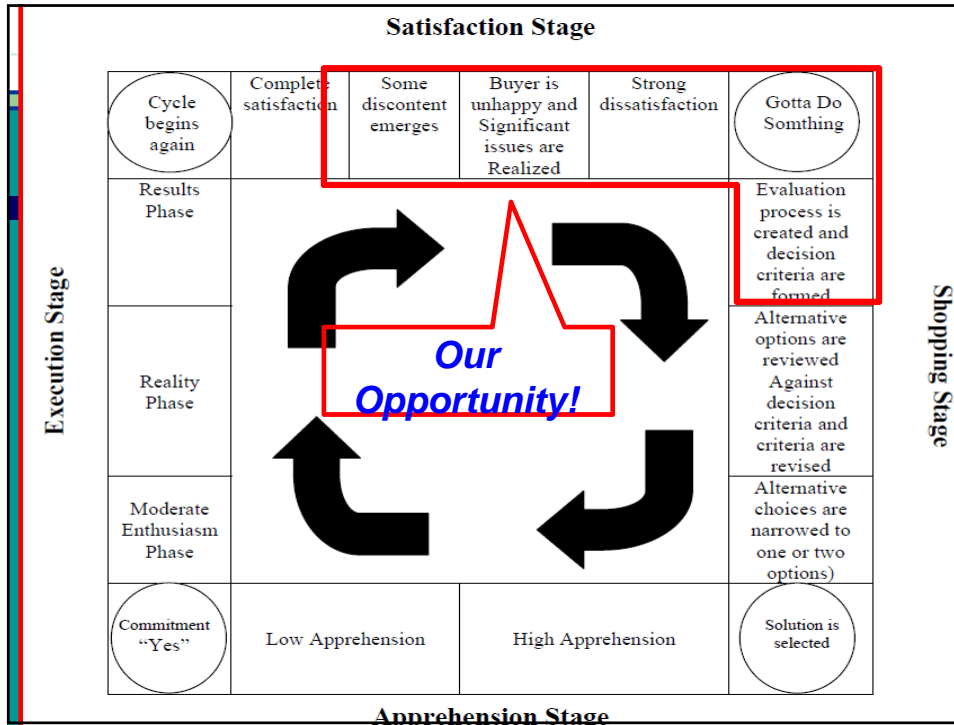 Satisfaction Stage
Cycle
begins
again
Complete
satisfaction
Some
discontent
emerges
Buyer is
unhappy and
Significant
issues are
Realized
Strong
dissatisfaction
Gotta Do
Somthing
Results
Phase
Evaluation
process is
created and
decision
criteria are
formed
Execution Stage
Shopping Stage
Our
Opportunity!
Reality
Phase
Alternative
options are
reviewed
Against
decision
criteria and
criteria are
revised
Moderate
Enthusiasm
Phase
Alternative
choices are
narrowed to
one or two
options)
Commitment
“Yes”
Low Apprehension
High Apprehension
Solution is
selected
Apprehension Stage